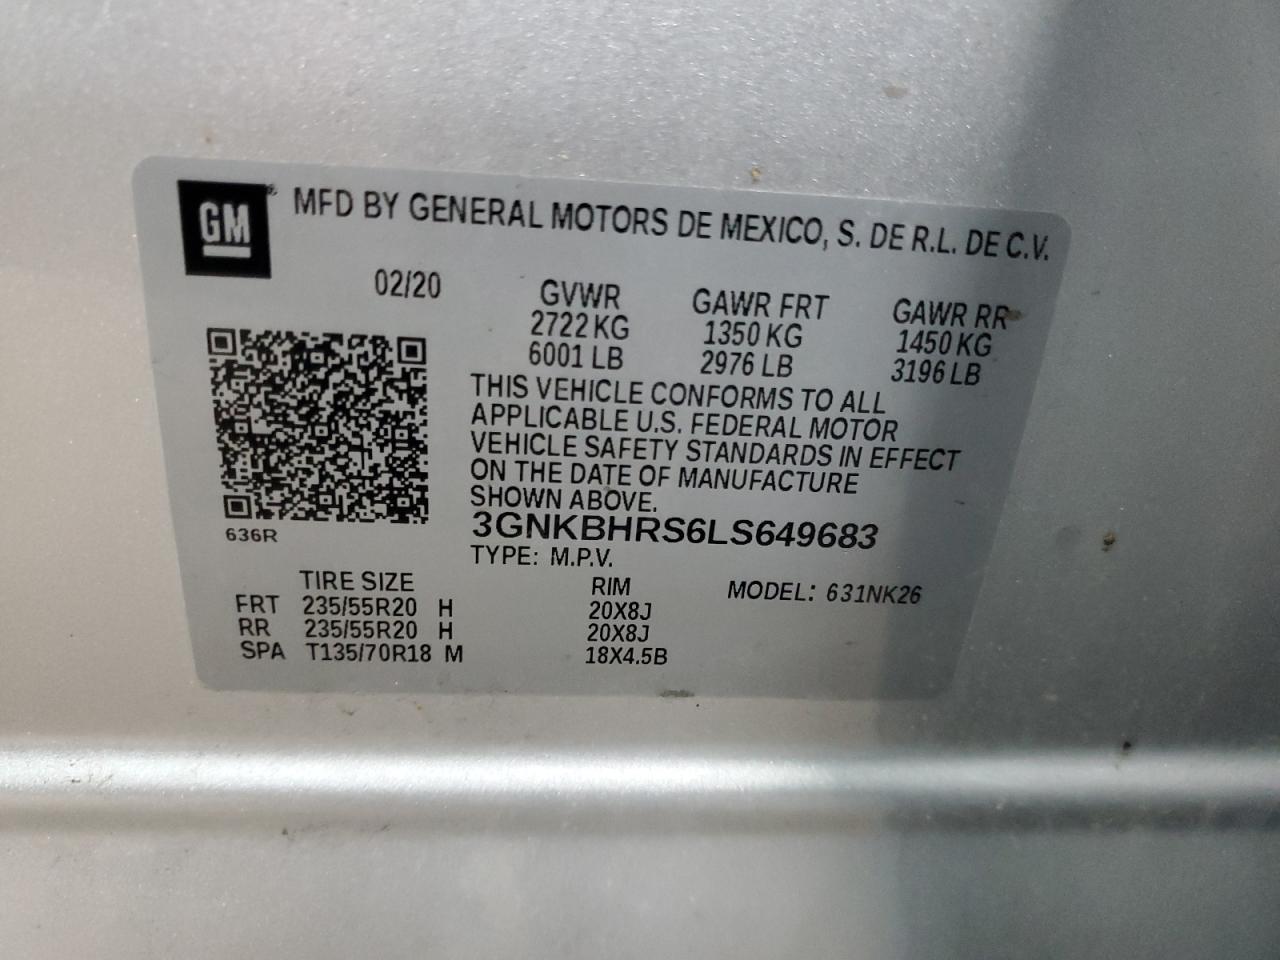 GM® MFD BY GENERAL MOTORS DE MEXICO, S. DE R.L. DE C.V.
02/20 GVWR GAWR FRT GAWR RR
2722 KG 1350 KG 1450 KG
6001 LB 2976 LB 3196 LB
THIS VEHICLE CONFORMS TO ALL
APPLICABLE U.S. FEDERAL MOTOR
VEHICLE SAFETY STANDARDS IN EFFECT
ON THE DATE OF MANUFACTURE
SHOWN ABOVE.
636R
3GNKBHRS6LS649683
TYPE: M.P.V.
TIRE SIZE RIM MODEL: 631NK26
FRT 235/55R20 H 20X8J
RR 235/55R20 H 20X8J
SPA T135/70R18 M 18X4.5B